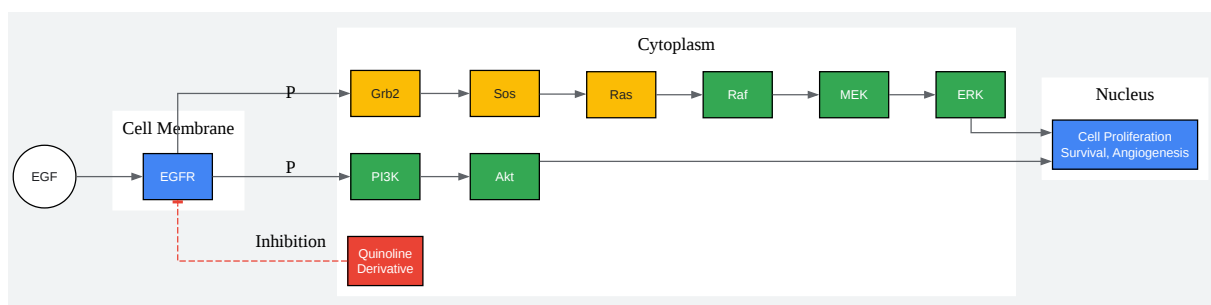 Cytoplasm
P
Grb2
Sos
Ras
Raf
MEK
ERK
Nucleus
Cell Membrane
Cell Proliferation
Survival, Angiogenesis
EGF
EGFR
P
PI3K
Akt
Inhibition
Quinoline
Derivative